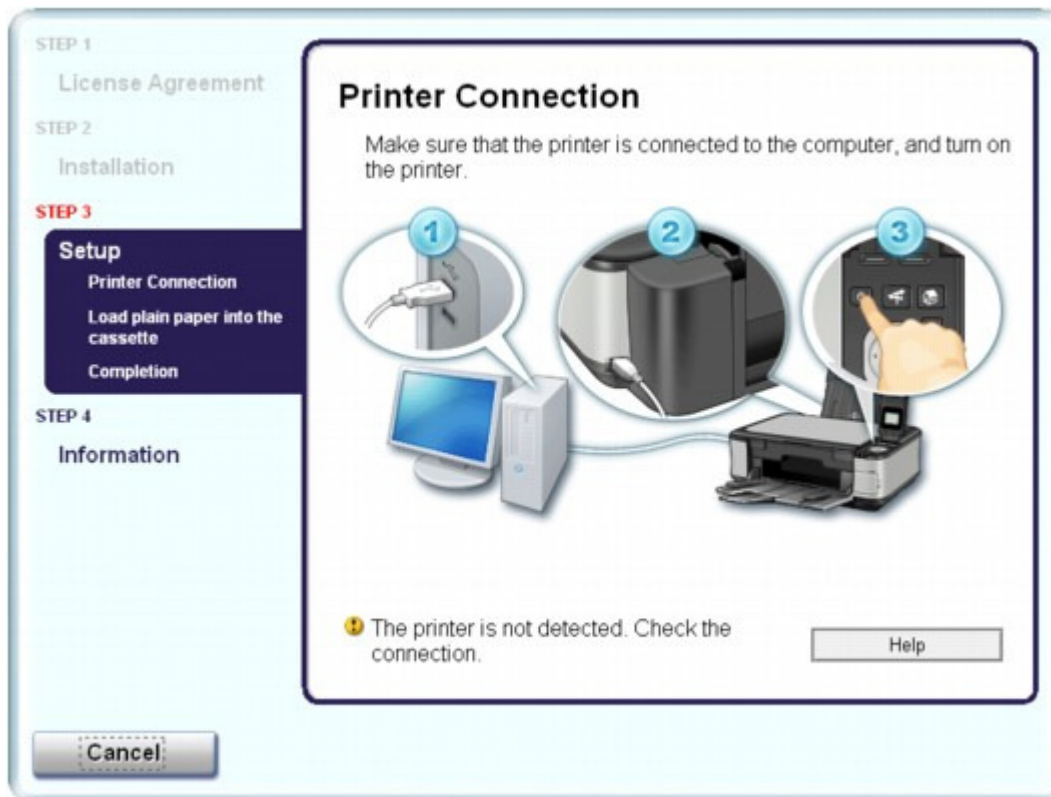 STEP 1
License Agreement
STEP 2
Installation
STEP 3
Setup
Printer Connection
Load plain paper into the
cassette
Completion
STEP 4
Information
Printer Connection
Make sure that the printer is connected to the computer, and turn on
the printer.
1
2
3
The printer is not detected. Check the
connection.
Help
Cancel